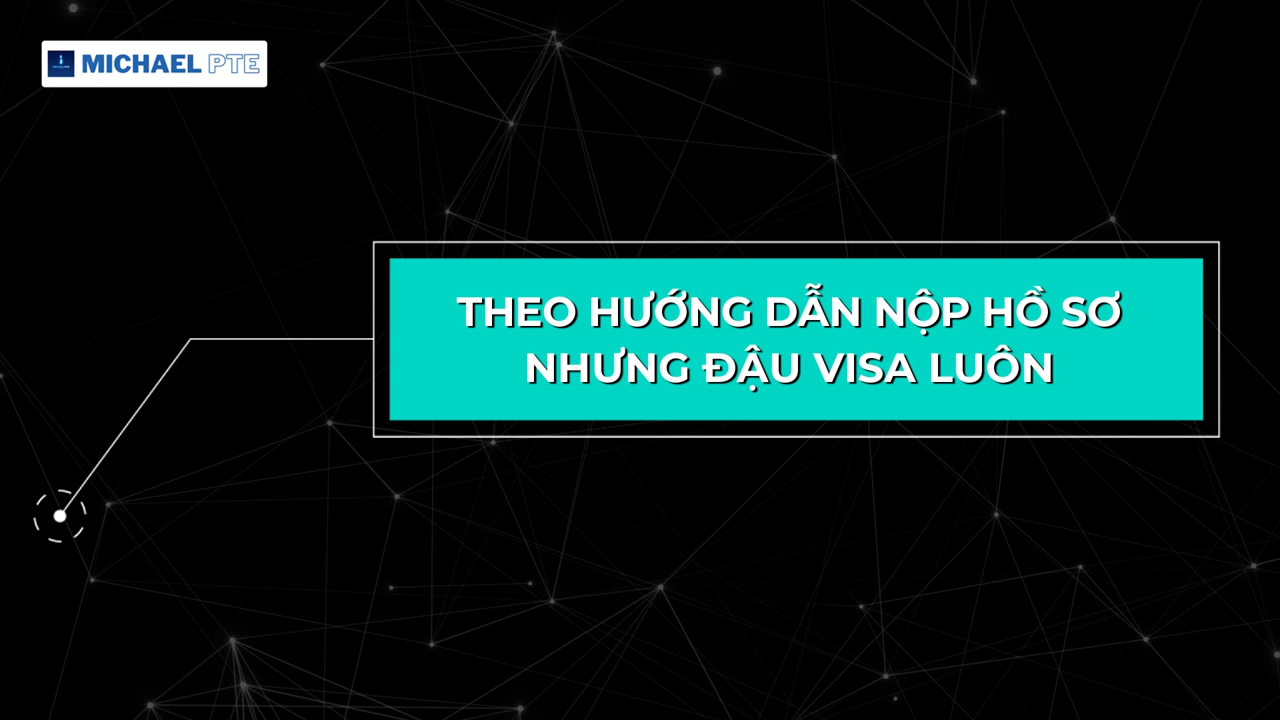 MICHAEL PTE
THEO HƯỚNG DẪN NỘP HỒ SƠ
NHƯNG ĐẬU VISA LUÔN